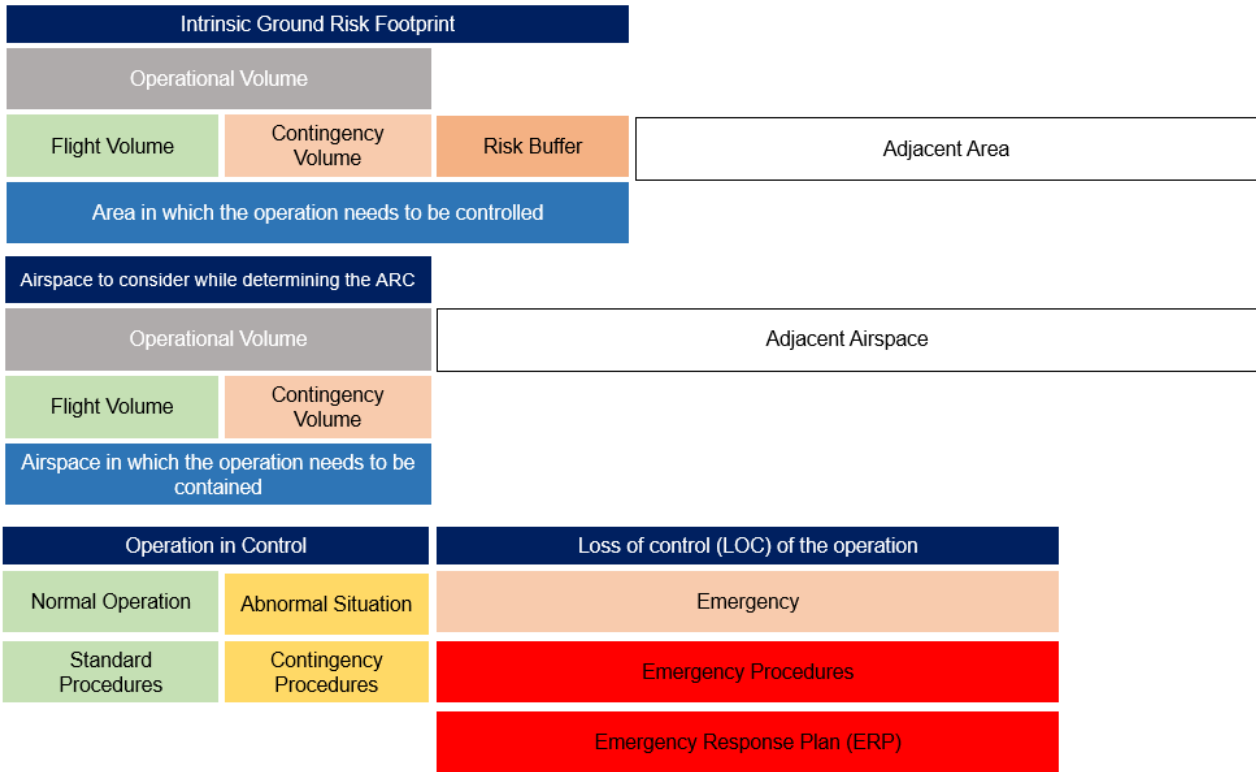 Intrinsic Ground Risk Footprint
Operational Volume
Flight Volume
Contingency
Volume
Risk Buffer
Adjacent Area
Area in which the operation needs to be controlled
Airspace to consider while determining the ARC
Operational Volume
Adjacent Airspace
Flight Volume
Contingency
Volume
Airspace in which the operation needs to be
contained
Operation in Control
Loss of control (LOC) of the operation
Normal Operation
Abnormal Situation
Emergency
Standard
Procedures
Contingency
Procedures
Emergency Procedures
Emergency Response Plan (ERP)